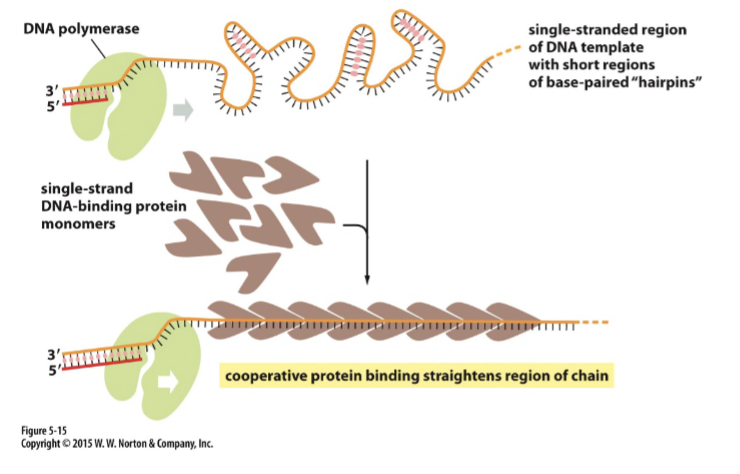 DNA polymerase
single-stranded region
of DNA template
with short regions
of base-paired “hairpins”
3′
5′
single-strand
DNA-binding protein
monomers
3′
5′
cooperative protein binding straightens region of chain
Figure 5-15
Copyright © 2015 W. W. Norton & Company, Inc.